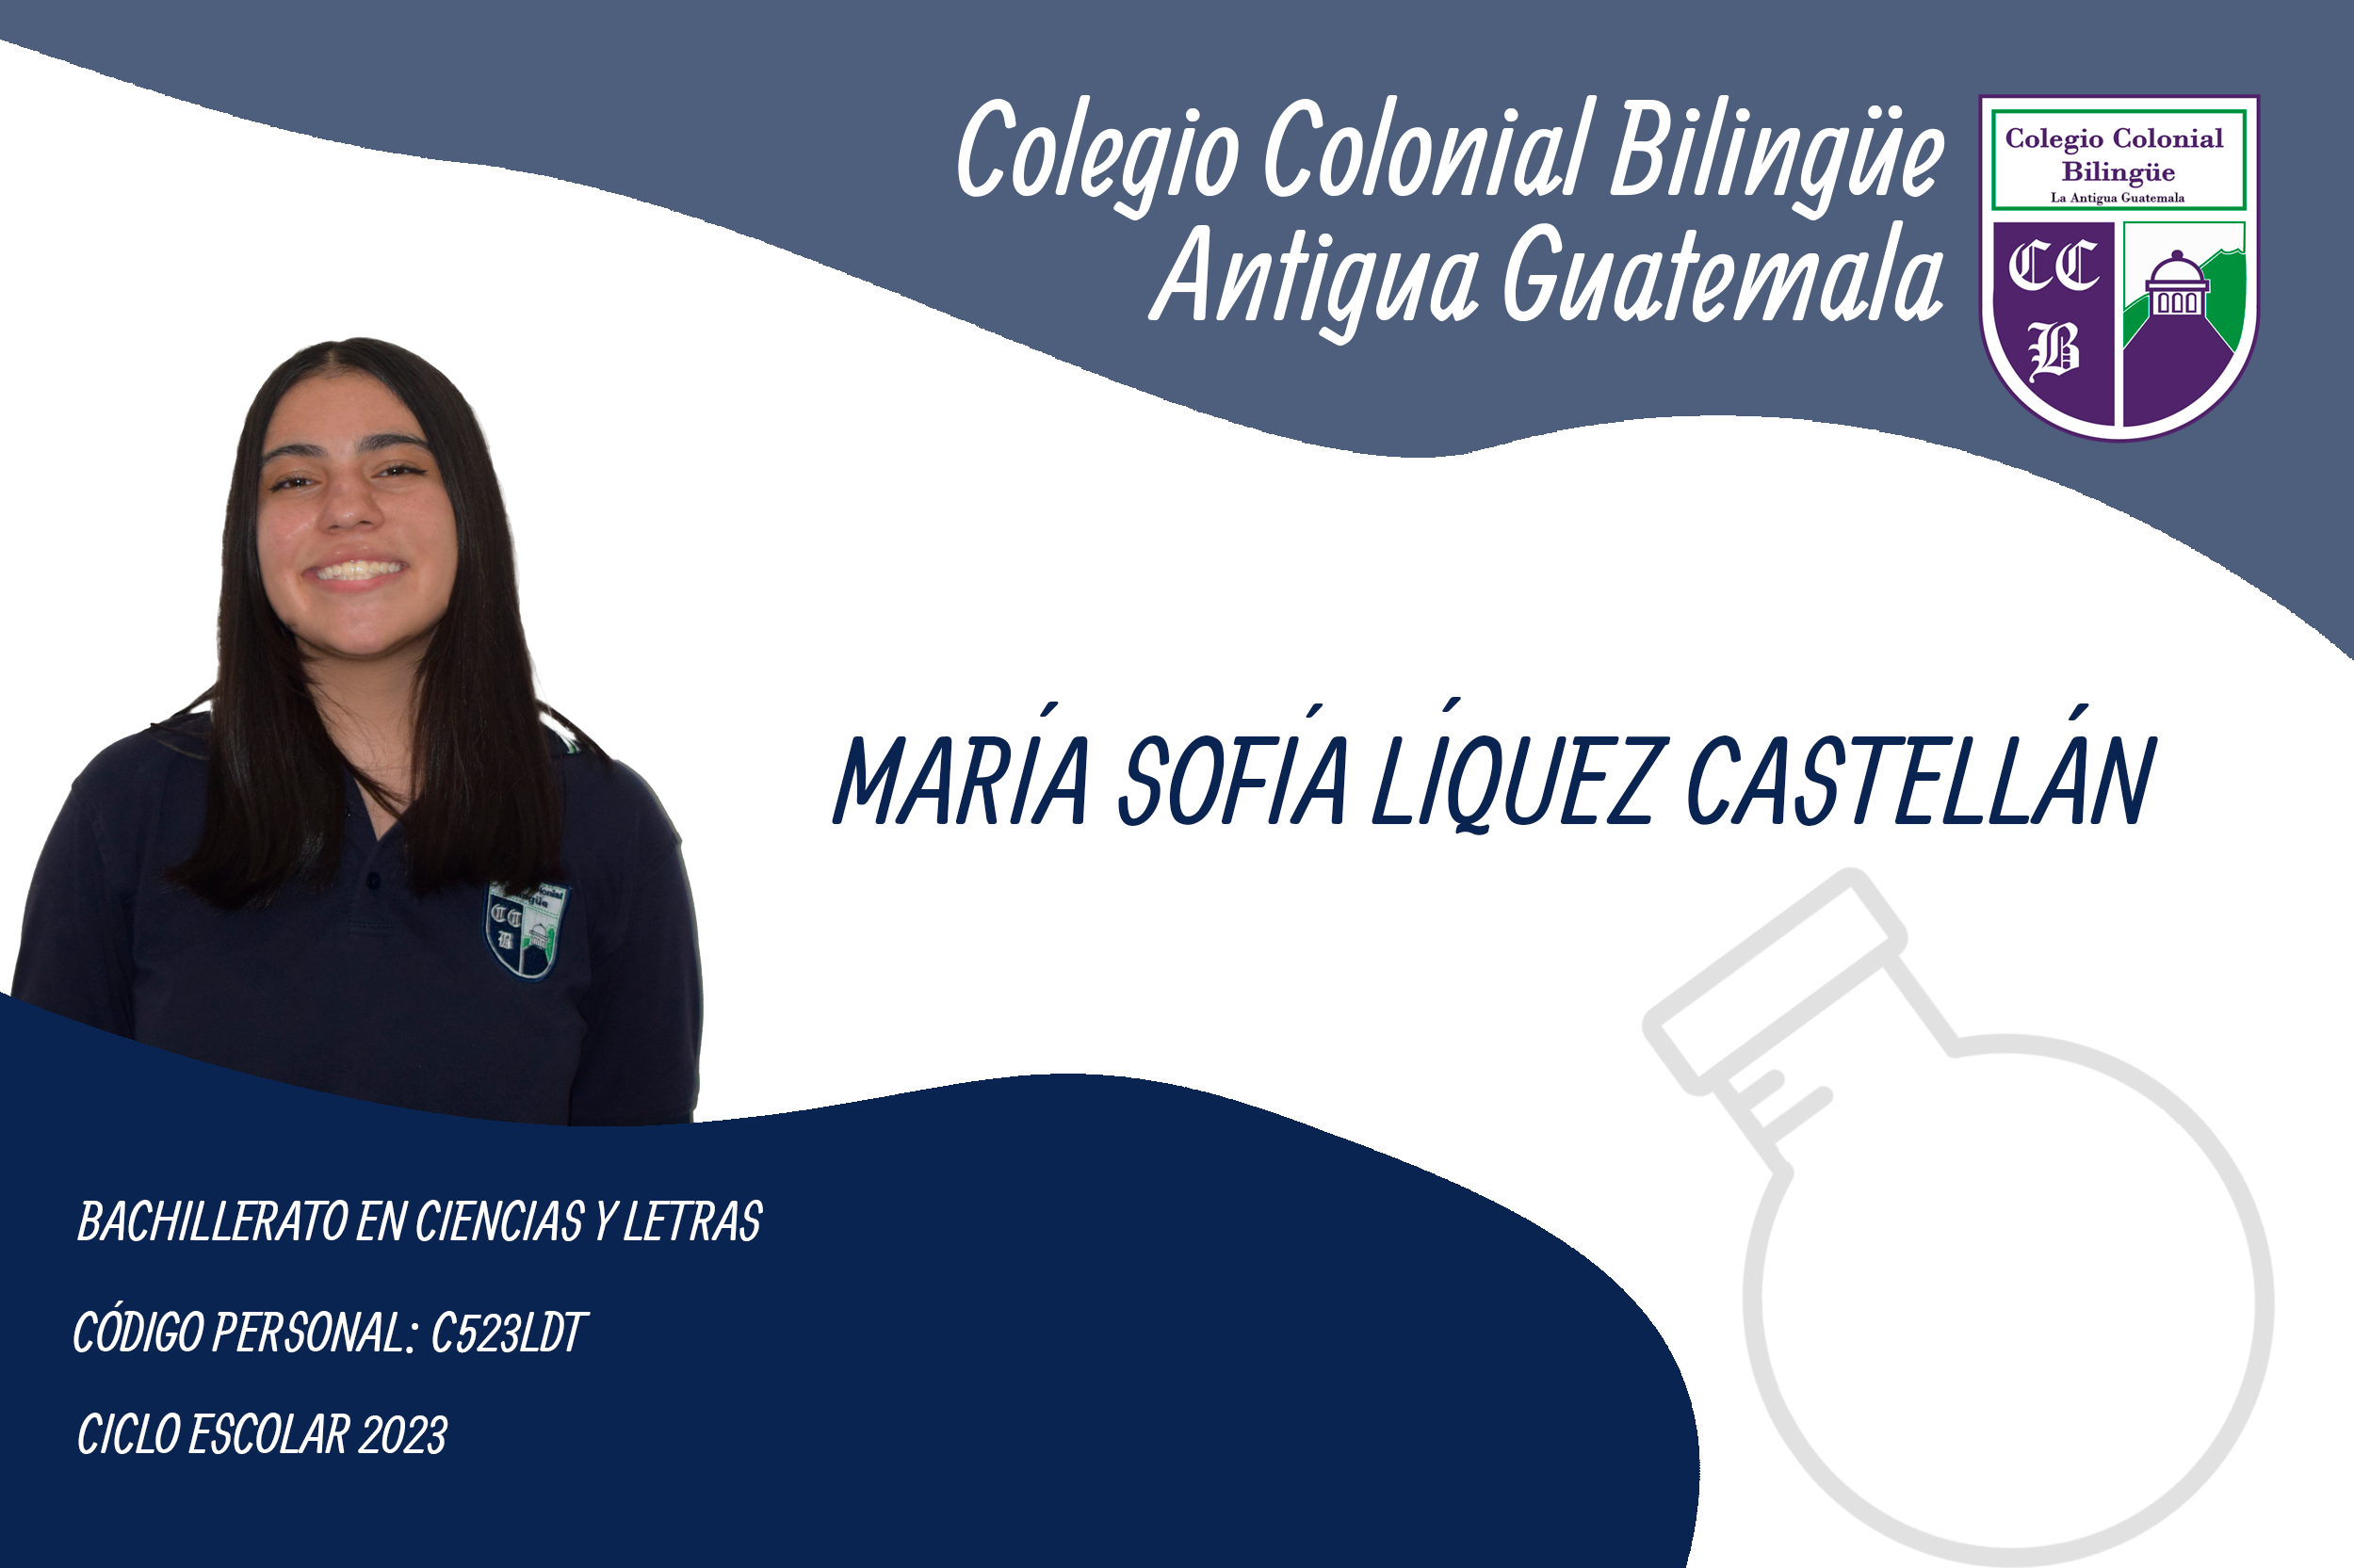 Colegio Colonial Bilingüe
Antigua Guatemala
Colegio Colonial
Bilingüe
La Antigua Guatemala
CC
B
MARÍA SOFÍA LÍQUEZ CASTELLÁN
CC
B
BACHILLERATO EN CIENCIAS Y LETRAS
CÓDIGO PERSONAL: C523LDT
CICLO ESCOLAR 2023